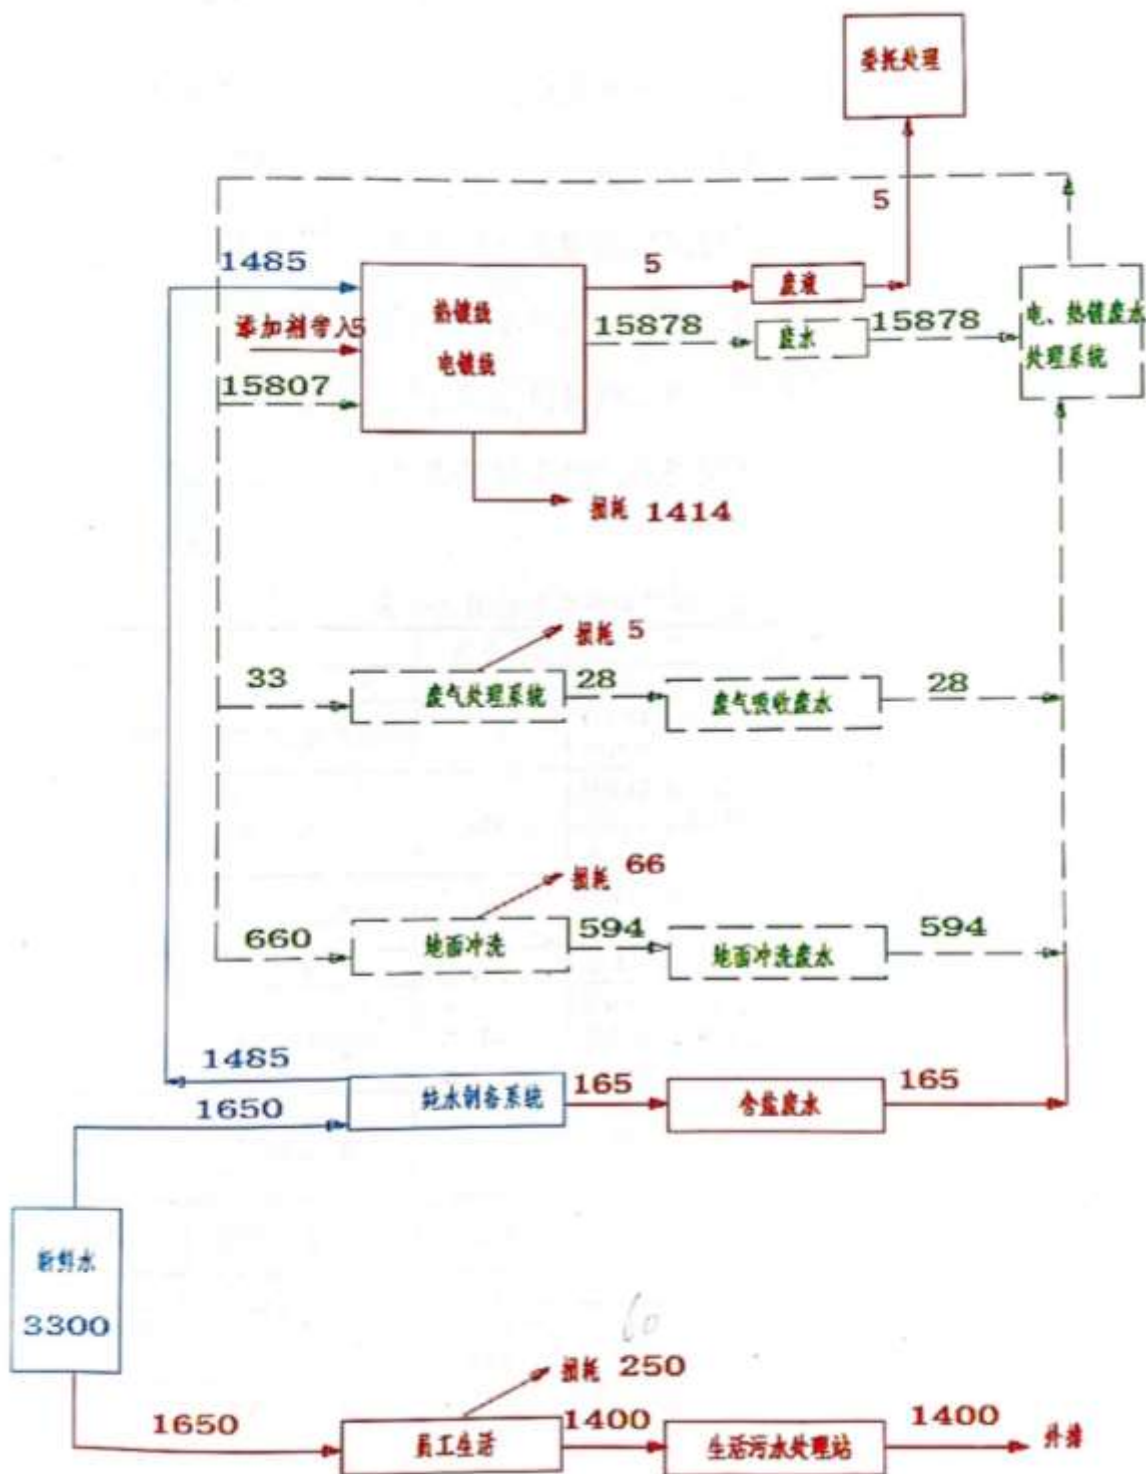 委托处理
5
1485
5
废液
添加剂带入5
热镀线
电镀线
15878
废水
15878
电、热镀废水
处理系统
15807
损耗 1414
损耗 5
33
废气处理系统
28
废气吸收废水
28
损耗 66
660
地面冲洗
594
地面冲洗废水
594
1485
纯水制备系统
165
含盐废水
165
1650
新鲜水
3300
60
损耗 250
1650
员工生活
1400
生活污水处理站
1400
外排